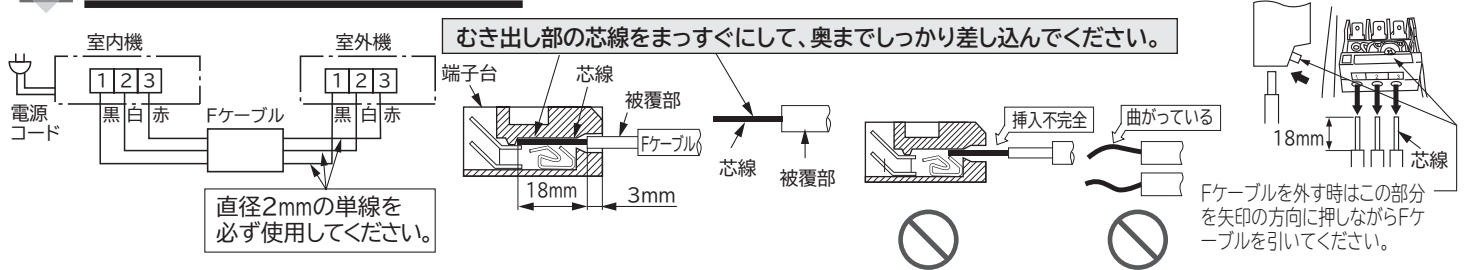 むき出し部の芯線をまっすぐにして、奥までしっかり差し込んでください。
室内機
1 2 3
黒 白 赤
電源
コード
Fケーブル
室外機
1 2 3
黒 白 赤
直径2mmの単線を
必ず使用してください。
端子台
芯線
被覆部
Fケーブル
18mm
3mm
芯線
被覆部
挿入不完全
曲がっている
1 2 3
18mm
芯線
Fケーブルを外す時はこの部分
を矢印の方向に押しながらFケ
ーブルを引いてください。